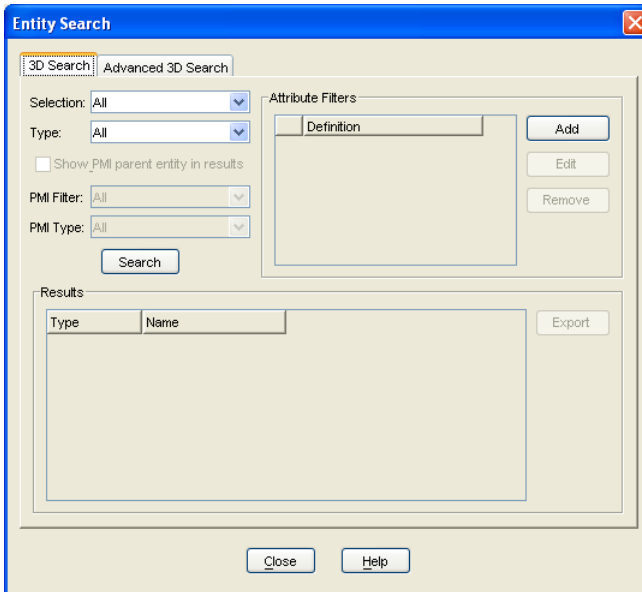 Entity Search
3D Search Advanced 3D Search
Selection: All
Type: All
Show PMI parent entity in results
PMI Filter: All
PMI Type: All
Search
Attribute Filters
Definition
Add
Edit
Remove
Results
Type Name
Export
Close Help